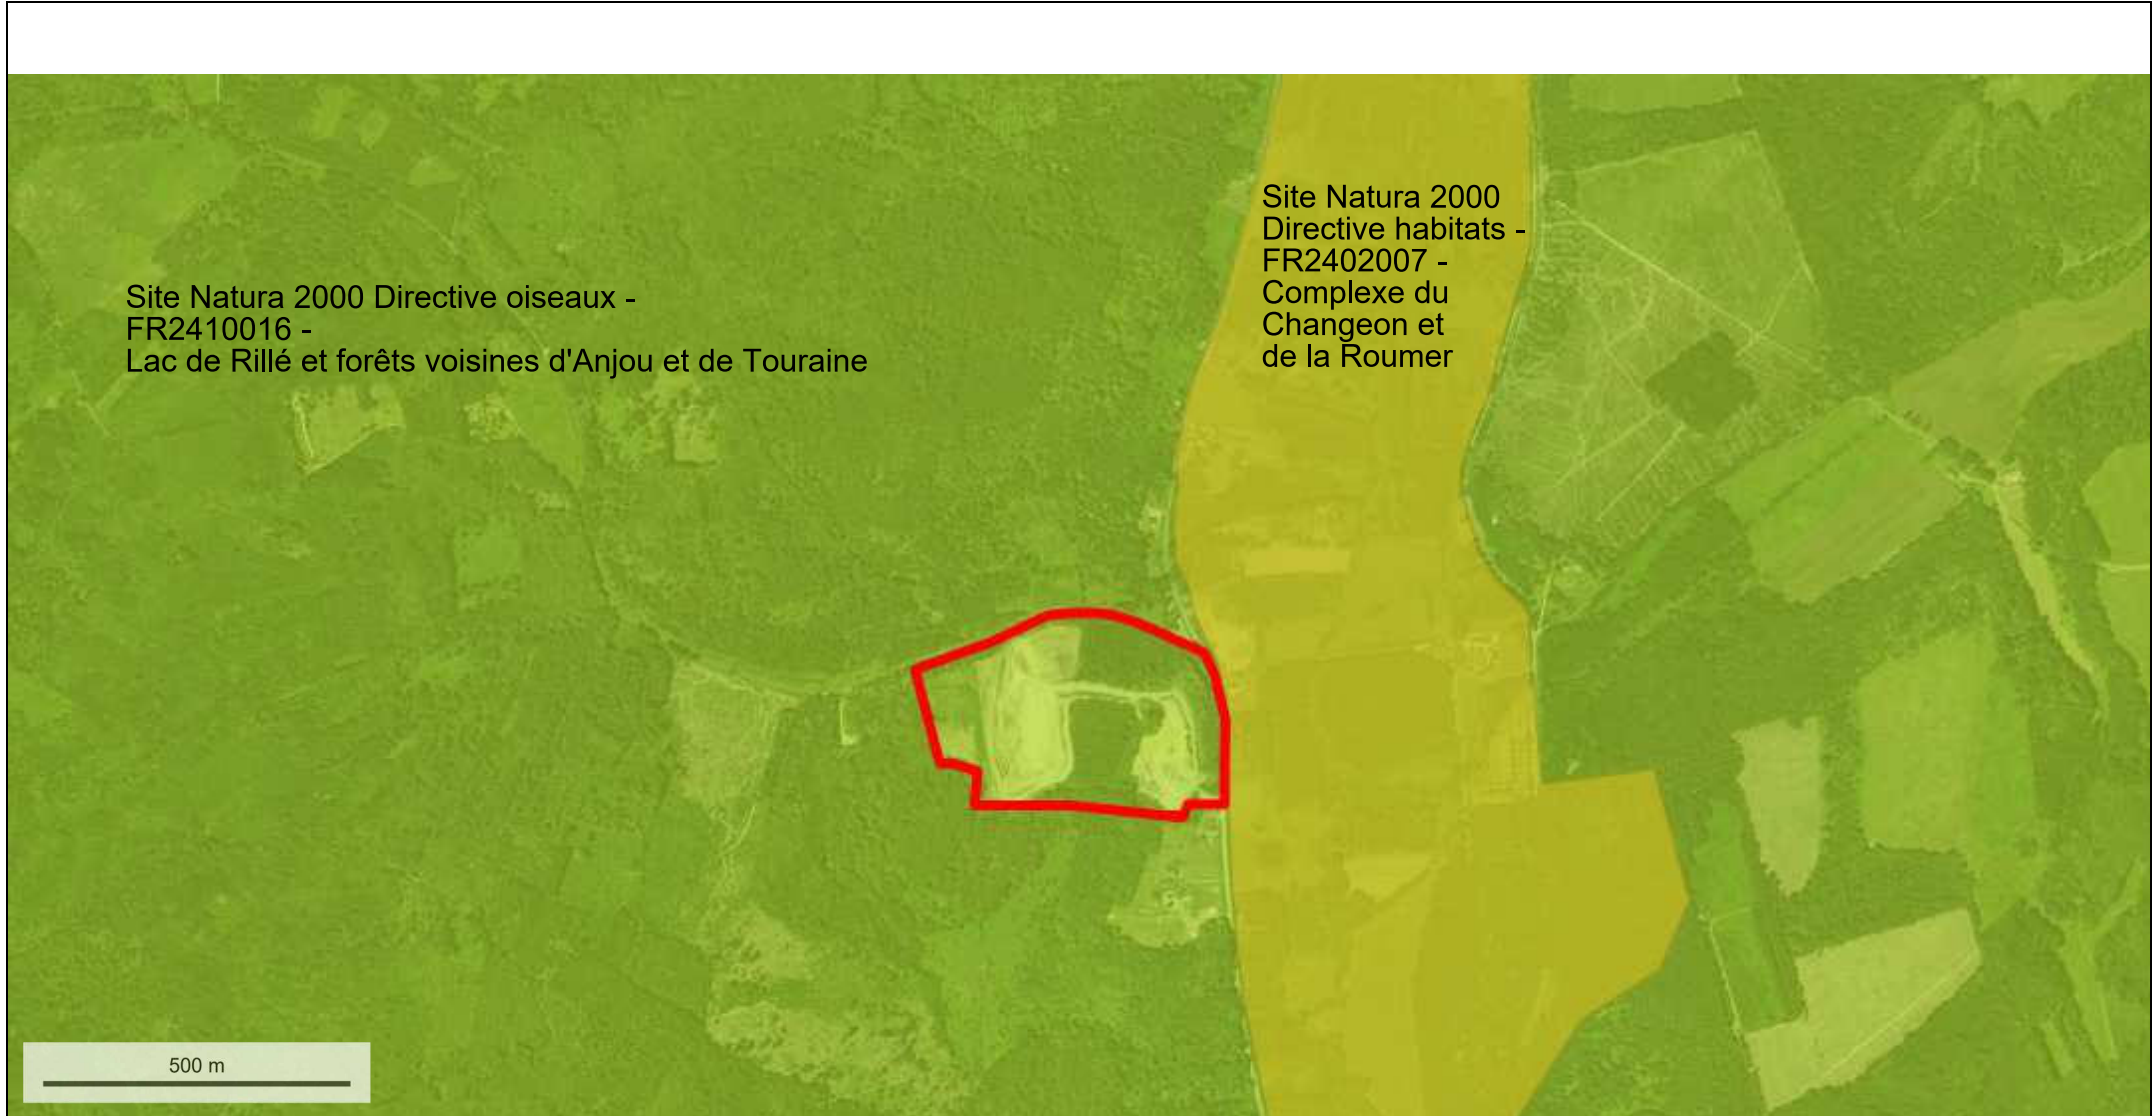 Site Natura 2000 Directive oiseaux -
FR2410016 -
Lac de Rillé et forêts voisines d'Anjou et de Touraine
Site Natura 2000
Directive habitats -
FR2402007 -
Complexe du
Changeon et
de la Roumer
500 m